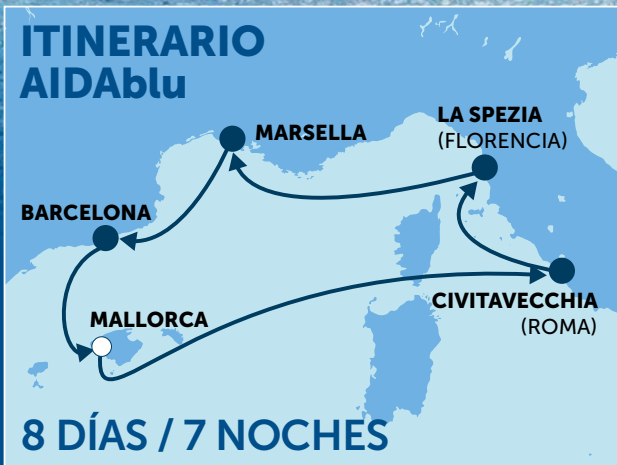 ITINERARIO
AIDAblu
MARSELLA
LA SPEZIA
(FLORENCIA)
BARCELONA
MALLORCA
CIVITAVECCHIA
(ROMA)
8 DÍAS / 7 NOCHES